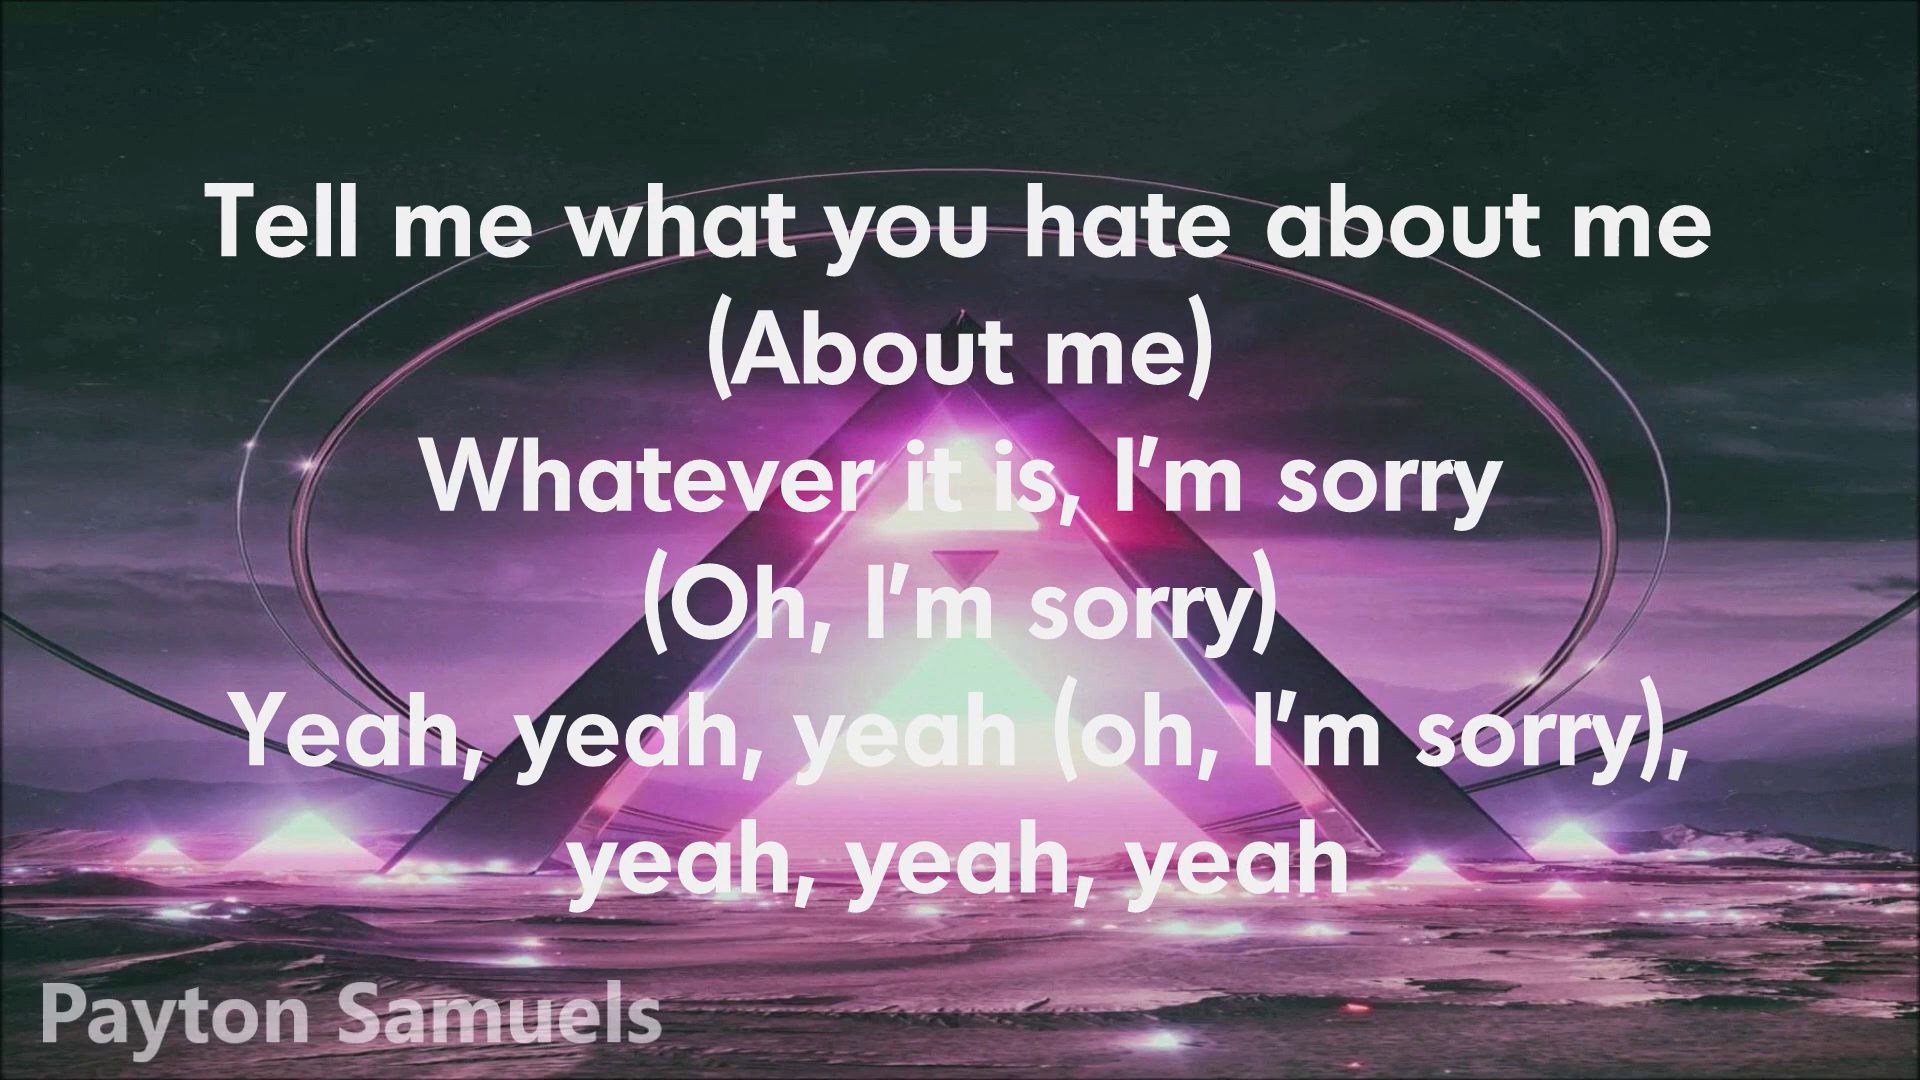 Tell me what you hate about me
(About me)
Whatever it is, I'm sorry
(Oh, I'm sorry)
Yeah, yeah, yeah (oh, I'm sorry),
yeah, yeah, yeah
Payton Samuels